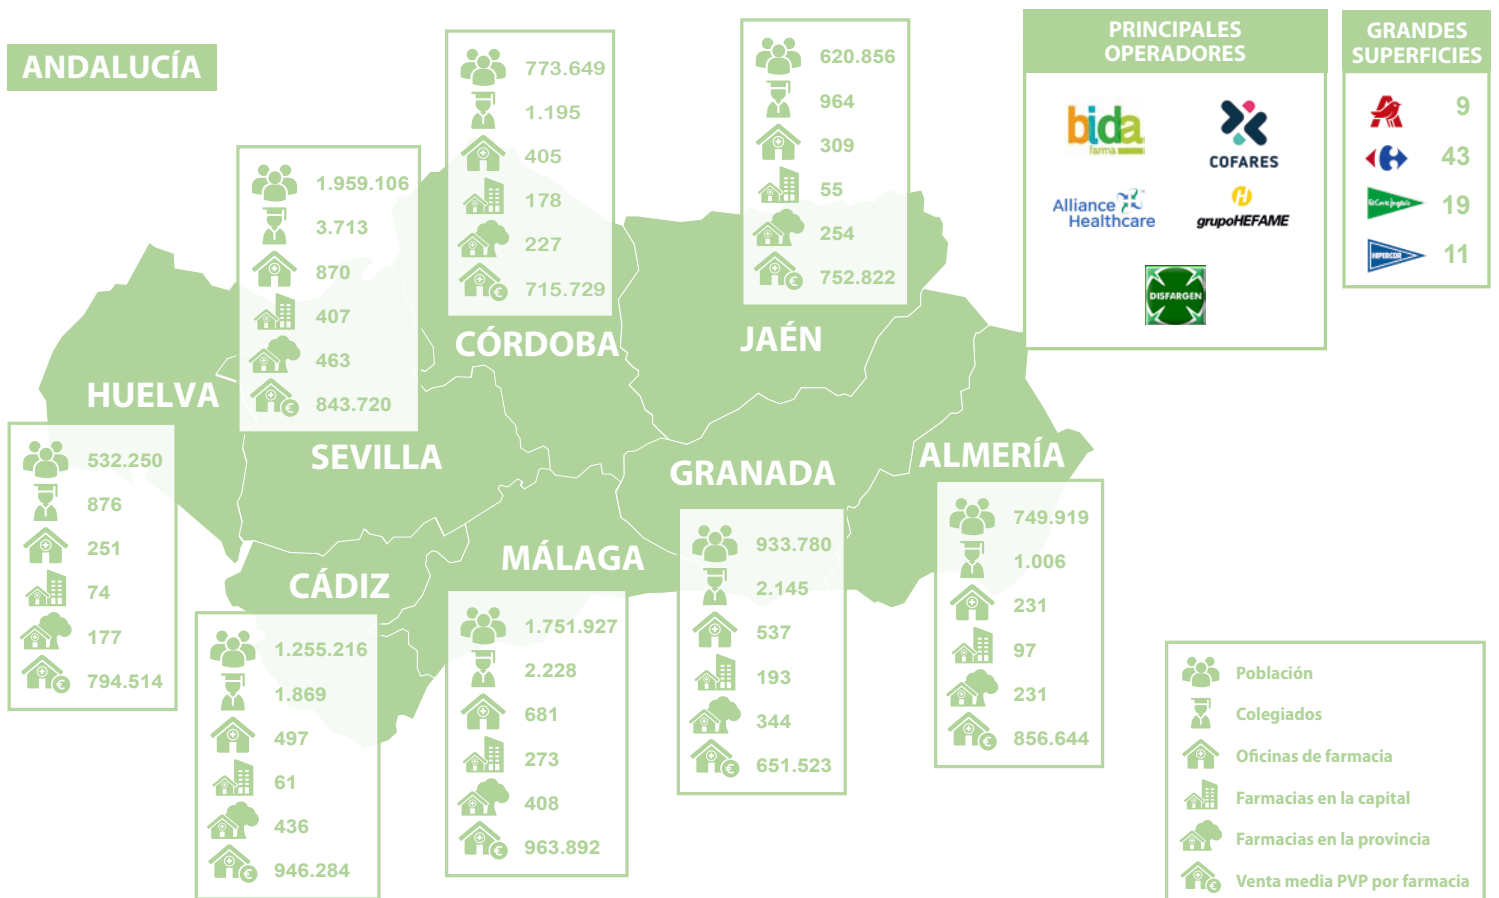 ANDALUCÍA
PRINCIPALES
OPERADORES
bida
farma
COFARES
Alliance
Healthcare
grupoHEFAME
DISFARGEN
GRANDES
SUPERFICIES
9
43
El Corte Inglés
19
HIPERCOR
11
CÓRDOBA
773.649
1.195
405
178
227
715.729
JAÉN
620.856
964
309
55
254
752.822
SEVILLA
1.959.106
3.713
870
407
463
843.720
HUELVA
532.250
876
251
74
177
794.514
CÁDIZ
1.255.216
1.869
497
61
436
946.284
MÁLAGA
1.751.927
2.228
681
273
408
963.892
GRANADA
933.780
2.145
537
193
344
651.523
ALMERÍA
749.919
1.006
231
97
231
856.644
Población
Colegiados
Oficinas de farmacia
Farmacias en la capital
Farmacias en la provincia
Venta media PVP por farmacia